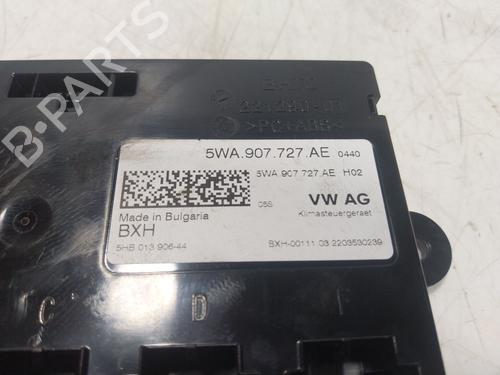 >PC+ABS<
5WA.907.727.AE 0440
5WA 907 727 AE H02
05S VW AG
Made in Bulgaria Klimasteuergeraet
BXH
5HB 013 906-44 BXH-00111 03 2203530239
C D F